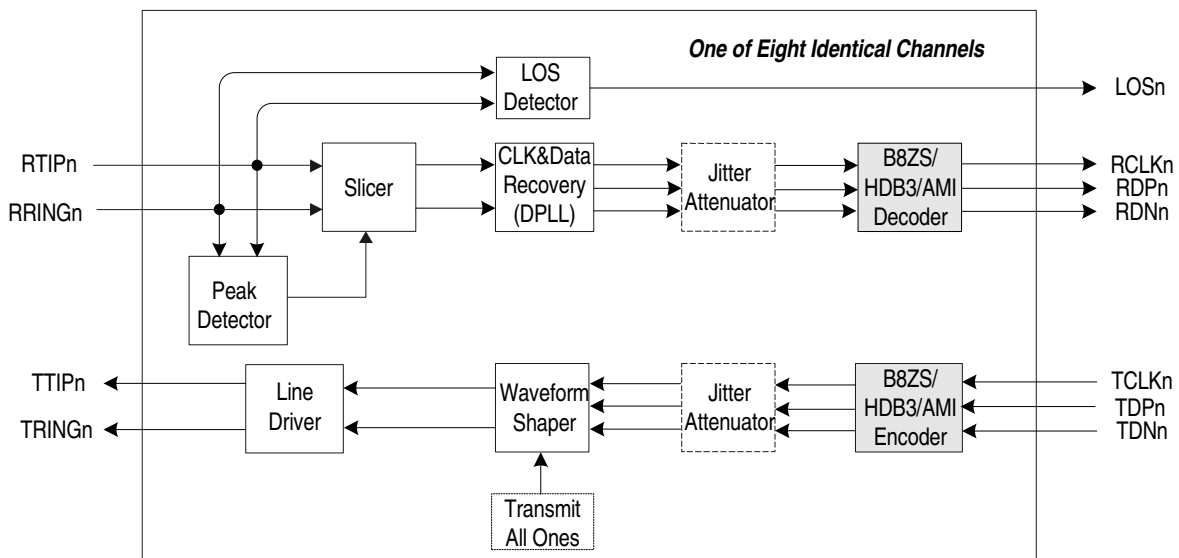 One of Eight Identical Channels
LOS
Detector
LOSn
RTIPn
RRINGn
Slicer
CLK&Data
Recovery
(DPLL)
Jitter
Attenuator
B8ZS/
HDB3/AMI
Decoder
RCLKn
RDPn
RDNn
Peak
Detector
TTIPn
TRINGn
Line
Driver
Waveform
Shaper
Jitter
Attenuator
B8ZS/
HDB3/AMI
Encoder
TCLKn
TDPn
TDNn
Transmit
All Ones